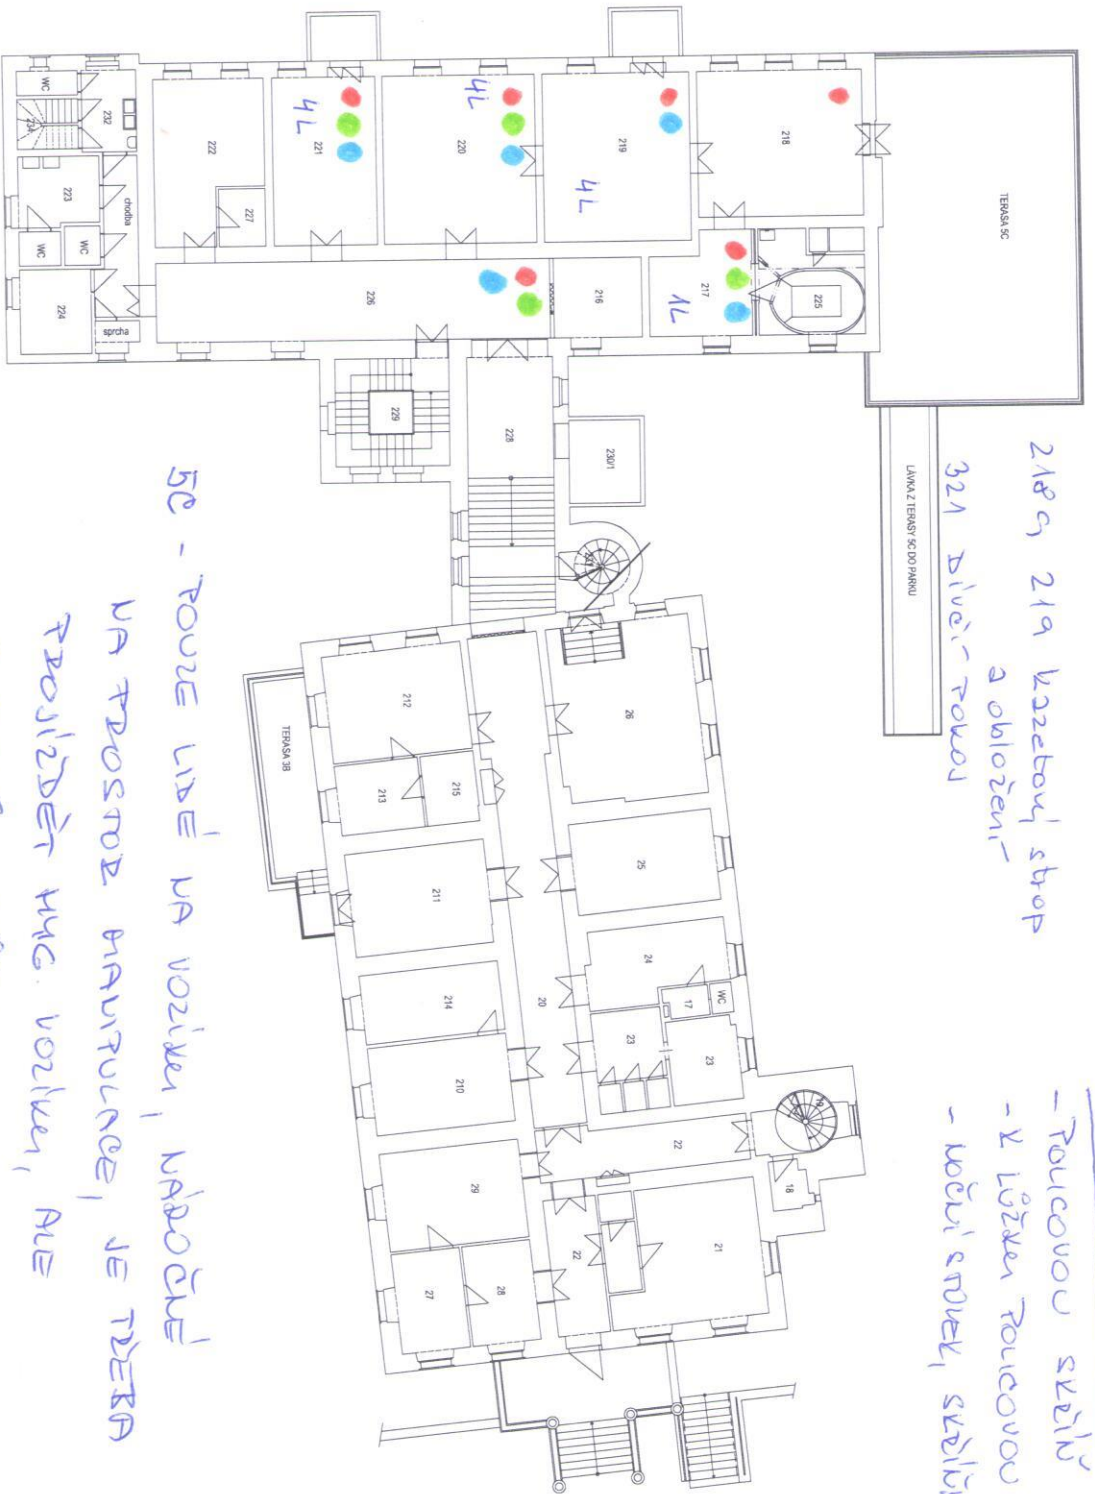 218 a 219 kazetový strop
a obložení
321 dívčí pokoj
- POLICOVOU SKŘÍŇ
- K LŮŽKU POLICOVOU
- NOČNÍ STOLEK, SKŘÍŇ
5C - POUZE LIDÉ NA VOZÍKU, NÁROČNÉ
NA PROSTOR MANIPULACE, JE TŘEBA
PROJÍŽDĚT VOZÍKEM, ALE
TERASA 5C
LÁVKA Z TERASY 5C DO PARKU
218
219
4L
220
4L
221
4L
222
227
WC
232
234
223
chodba
WC
WC
224
sprcha
226
216
217
1L
225
229
228
230/1
TERASA 3B
212
213
215
211
214
210
29
27
28
26
25
24
17
WC
23
23
20
22
22
21
18
19